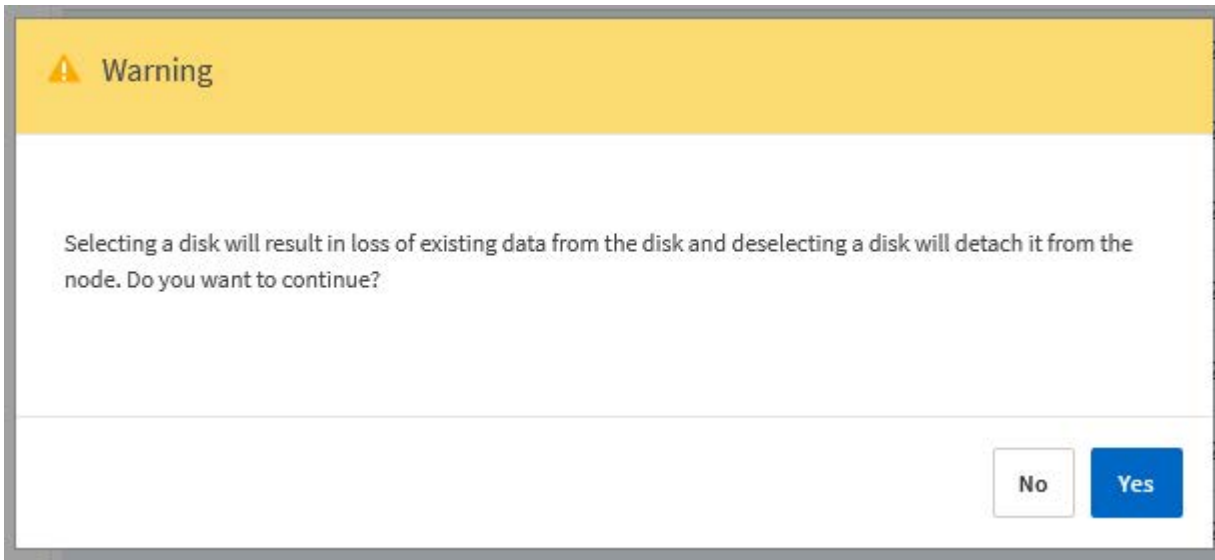 Warning
Selecting a disk will result in loss of existing data from the disk and deselecting a disk will detach it from the
node. Do you want to continue?
No
Yes